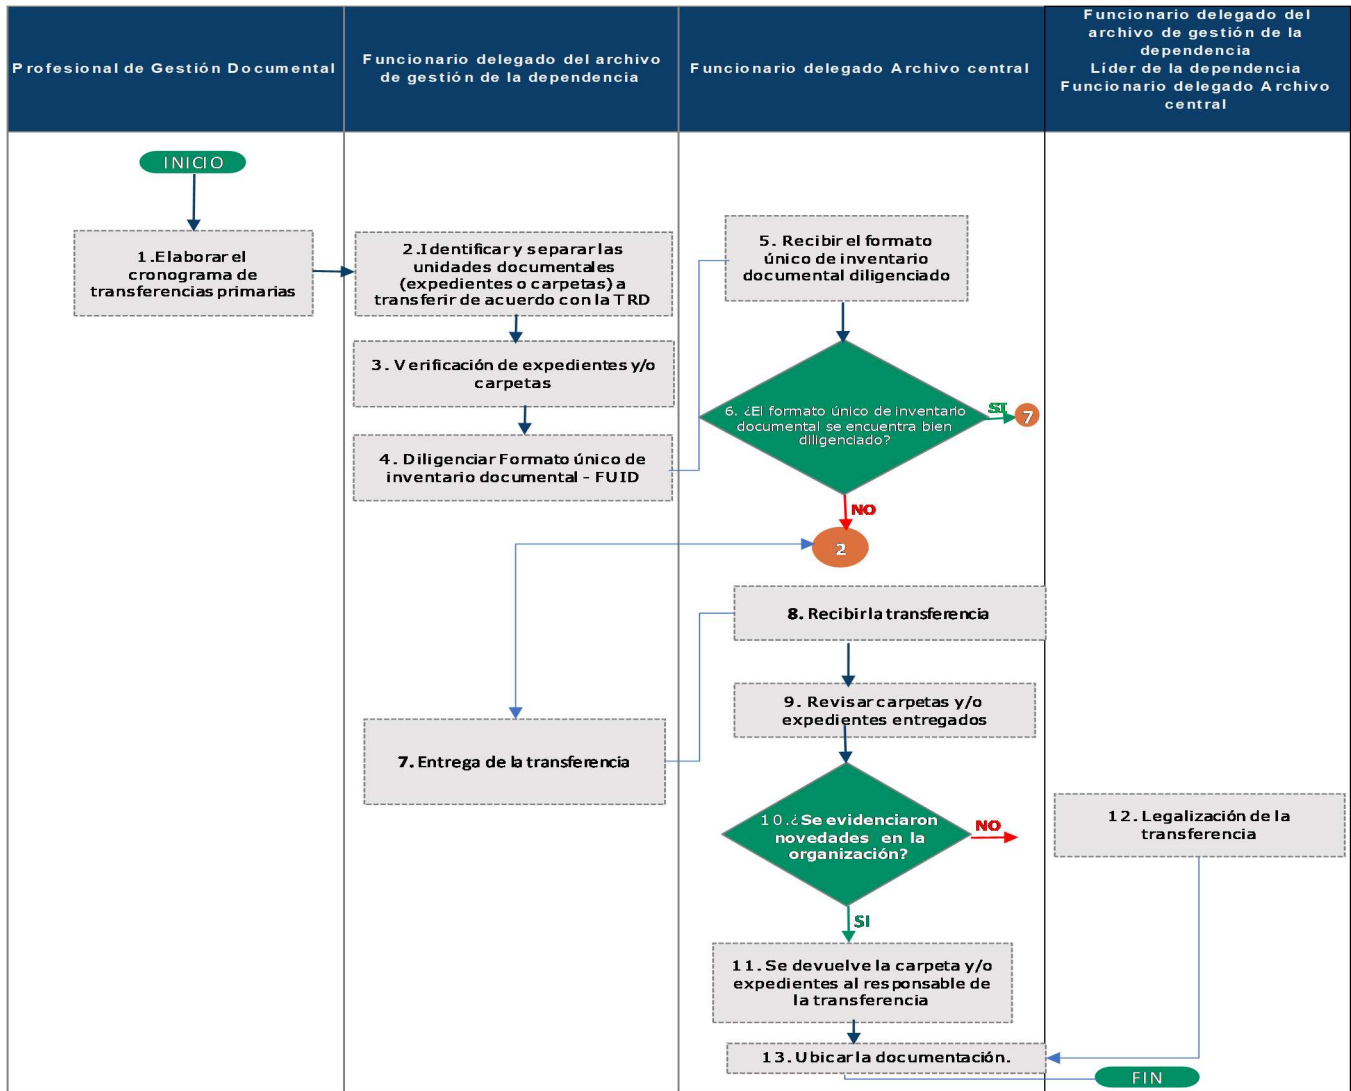 Profesional de Gestión Documental
Funcionario delegado del archivo
de gestión de la dependencia
Funcionario delegado Archivo central
Funcionario delegado del
archivo de gestión de la
dependencia
Líder de la dependencia
Funcionario delegado Archivo
central
INICIO
1.Elaborar el
cronograma de
transferencias primarias
2.Identificar y separar las
unidades documentales
(expedientes o carpetas) a
transferir de acuerdo con la TRD
3. Verificación de expedientes y/o
carpetas
4. Diligenciar Formato único de
inventario documental - FUID
5. Recibir el formato
único de inventario
documental diligenciado
6. ¿El formato único de inventario
documental se encuentra bien
diligenciado?
SI
7
NO
2
8. Recibir la transferencia
9. Revisar carpetas y/o
expedientes entregados
7. Entrega de la transferencia
10.¿Se evidenciaron
novedades en la
organización?
NO
12. Legalización de la
transferencia
SI
11. Se devuelve la carpeta y/o
expedientes al responsable de
la transferencia
13. Ubicar la documentación.
FIN